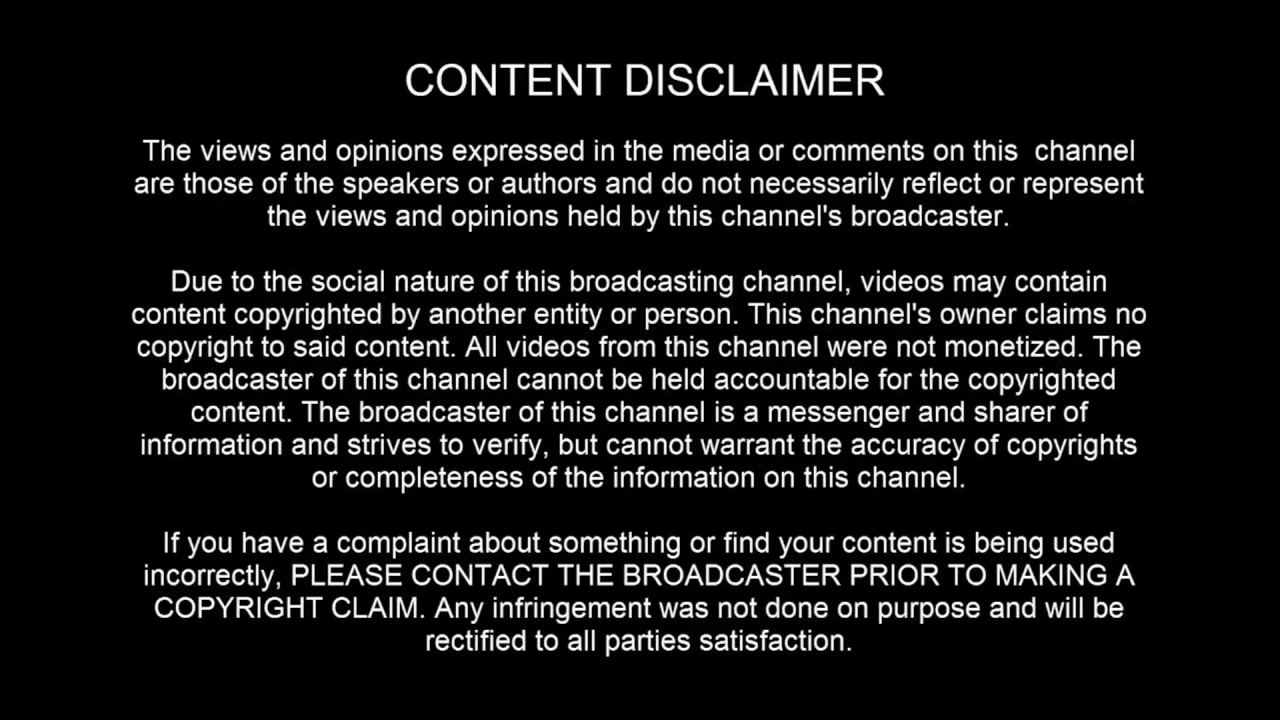 CONTENT DISCLAIMER
The views and opinions expressed in the media or comments on this  channel
are those of the speakers or authors and do not necessarily reflect or represent
the views and opinions held by this channel's broadcaster.
Due to the social nature of this broadcasting channel, videos may contain
content copyrighted by another entity or person. This channel's owner claims no
copyright to said content. All videos from this channel were not monetized. The
broadcaster of this channel cannot be held accountable for the copyrighted
content. The broadcaster of this channel is a messenger and sharer of
information and strives to verify, but cannot warrant the accuracy of copyrights
or completeness of the information on this channel.
If you have a complaint about something or find your content is being used
incorrectly, PLEASE CONTACT THE BROADCASTER PRIOR TO MAKING A
COPYRIGHT CLAIM. Any infringement was not done on purpose and will be
rectified to all parties satisfaction.